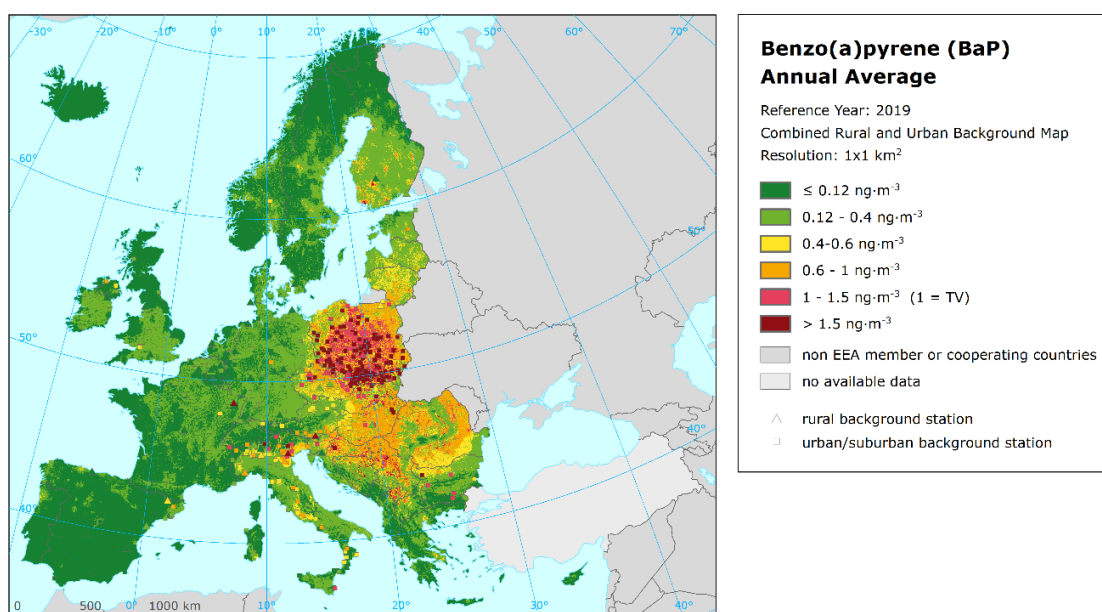 -30°
-20°
-10°
0°
10°
20°
30°
40°
50°
60°
70°
60°
50°
40°
50°
40°
0 500 1000 km
10°
20°
30°
40°
Benzo(a)pyrene (BaP)
Annual Average
Reference Year: 2019
Combined Rural and Urban Background Map
Resolution: 1x1 km²
≤ 0.12 ng·m⁻³
0.12 - 0.4 ng·m⁻³
0.4-0.6 ng·m⁻³
0.6 - 1 ng·m⁻³
1 - 1.5 ng·m⁻³ (1 = TV)
> 1.5 ng·m⁻³
non EEA member or cooperating countries
no available data
rural background station
urban/suburban background station